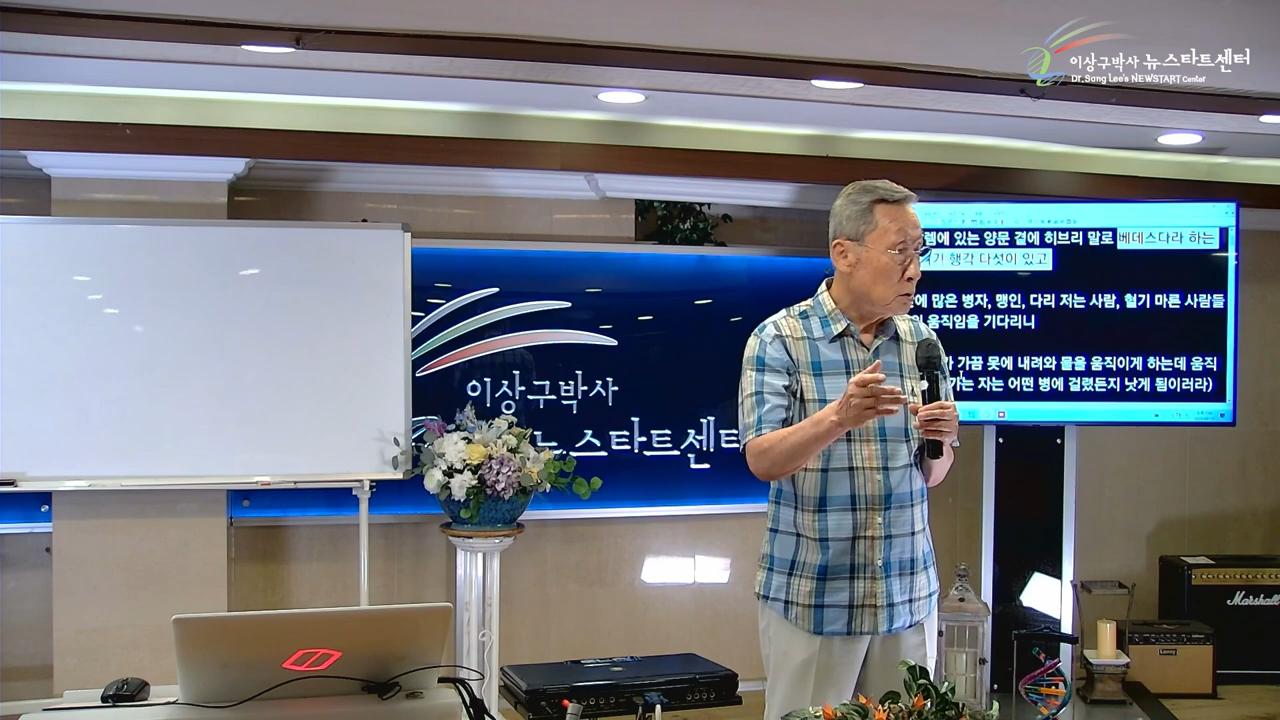 이상구박사 뉴스타트센터
Dr. Sang Lee's NEWSTART Center
렘에 있는 양문 곁에 히브리 말로 베데스다라 하는
행각 다섯이 있고
에 많은 병자, 맹인, 다리 저는 사람, 혈기 마른 사람들
움직임을 기다리니
가끔 못에 내려와 물을 움직이게 하는데 움직
가는 자는 어떤 병에 걸렸든지 낫게 됨이러라)
이상구박사
뉴스타트센터
Marshall
Laney